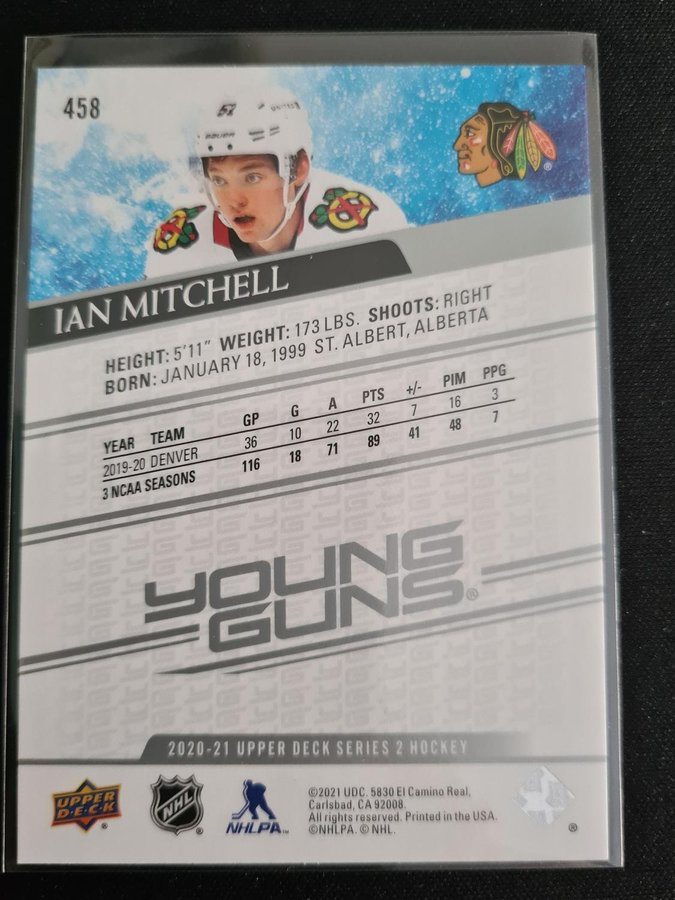 458
51
BAUER
IAN MITCHELL
HEIGHT: 5'11" WEIGHT: 173 LBS. SHOOTS: RIGHT
BORN: JANUARY 18, 1999 ST. ALBERT, ALBERTA
YEAR TEAM GP G A PTS +/- PIM PPG
2019-20 DENVER 36 10 22 32 7 16 3
3 NCAA SEASONS 116 18 71 89 41 48 7
YOUNG
GUNS®
2020-21 UPPER DECK SERIES 2 HOCKEY
UPPER
DECK
®
NHL
®
NHLPA™
©2021 UDC. 5830 El Camino Real,
Carlsbad, CA 92008.
All rights reserved. Printed in the USA.
©NHLPA. © NHL.
®